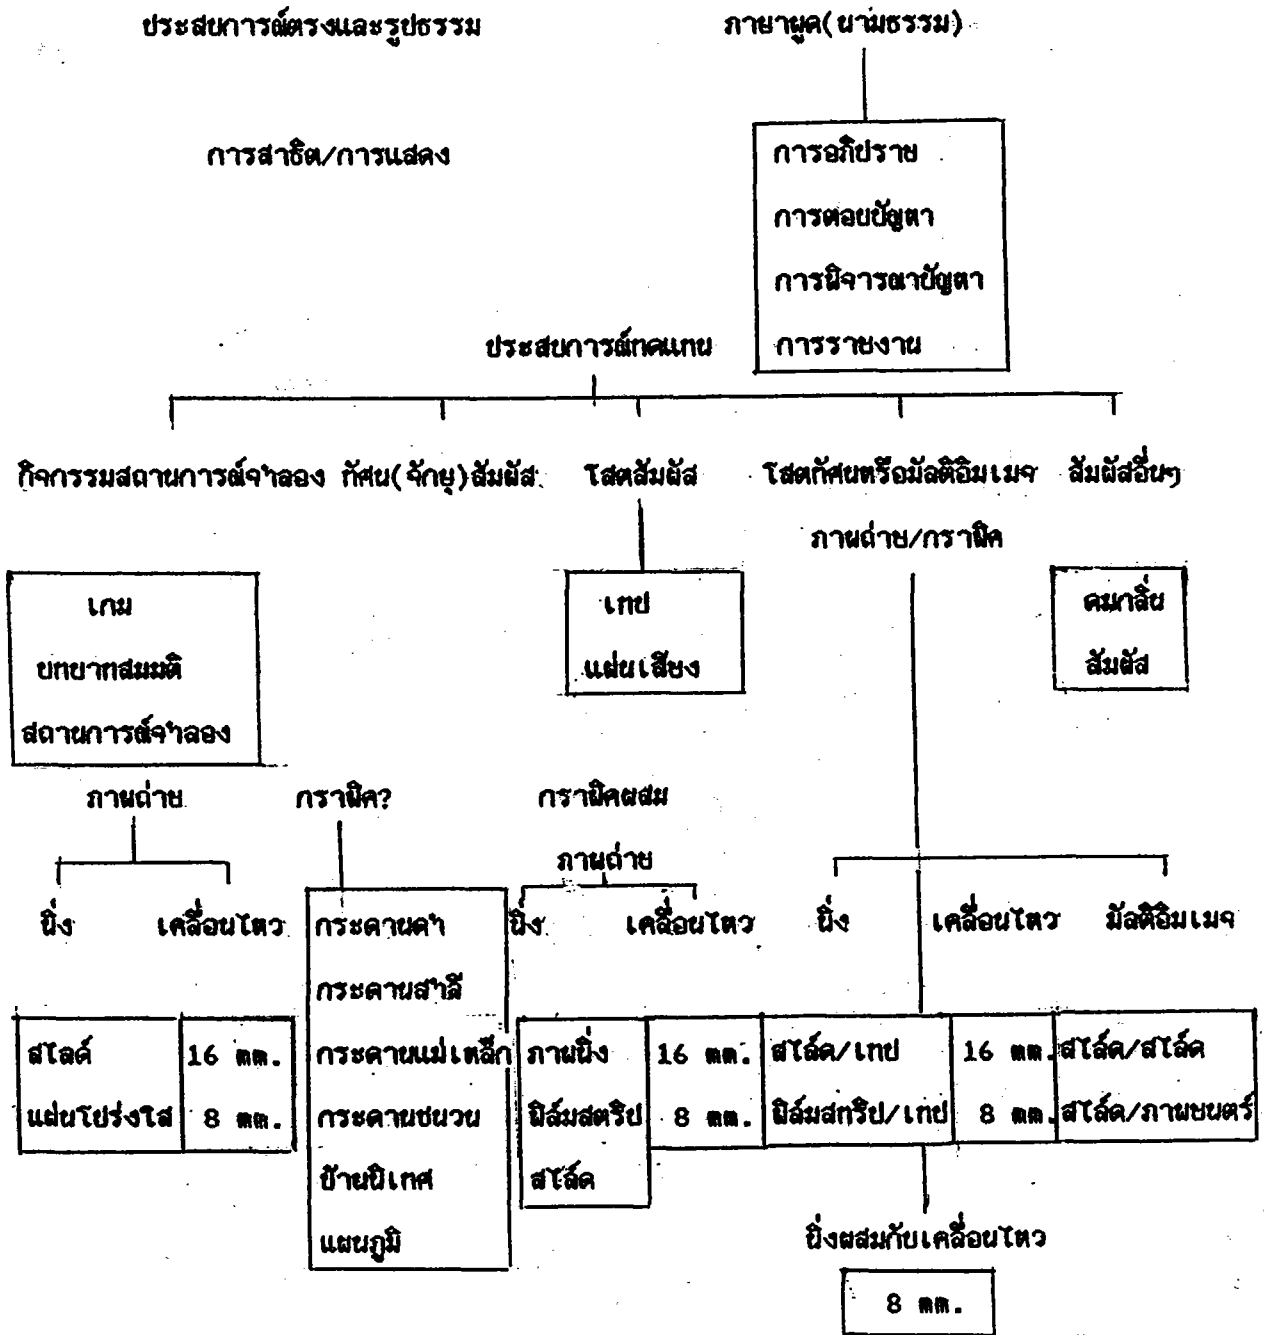 ประสบการณ์ตรงและรูปธรรม ภาษาพูด(นามธรรม)
การสาธิต/การแสดง
การอภิปราย
การตอบปัญหา
การพิจารณาปัญหา
การรายงาน
ประสบการณ์ทดแทน
กิจกรรมสถานการณ์จำลอง ทัศน(จักษุ)สัมผัส โสตสัมผัส โสตทัศนหรือมัลติอิมเมจ สัมผัสอื่นๆ
ภาพถ่าย/กราฟิค
เกม
บทบาทสมมติ
สถานการณ์จำลอง
เทป
แผ่นเสียง
ดมกลิ่น
สัมผัส
ภาพถ่าย กราฟิค? กราฟิคผสม
ภาพถ่าย
นิ่ง เคลื่อนไหว
กระดานดำ
กระดานสำลี
กระดานแม่เหล็ก
กระดานชนวน
ป้ายนิเทศ
แผนภูมิ
นิ่ง เคลื่อนไหว นิ่ง เคลื่อนไหว มัลติอิมเมจ
สไลด์ 16 มม.
แผ่นโปร่งใส 8 มม.
ภาพนิ่ง 16 มม. สไล์ด/เทป 16 มม. สไล์ด/สไล์ด
ฟิล์มสตริป 8 มม. ฟิล์มสทริป/เทป 8 มม. สไล์ด/ภาพยนตร์
สไล์ด
นิ่งผสมกับเคลื่อนไหว
8 มม.